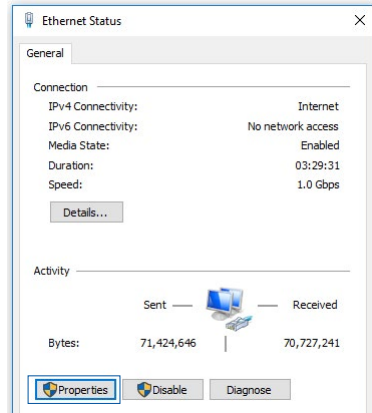 Ethernet Status
General
Connection
IPv4 Connectivity: Internet
IPv6 Connectivity: No network access
Media State: Enabled
Duration: 03:29:31
Speed: 1.0 Gbps
Details...
Activity
Sent Received
Bytes: 71,424,646 70,727,241
Properties Disable Diagnose